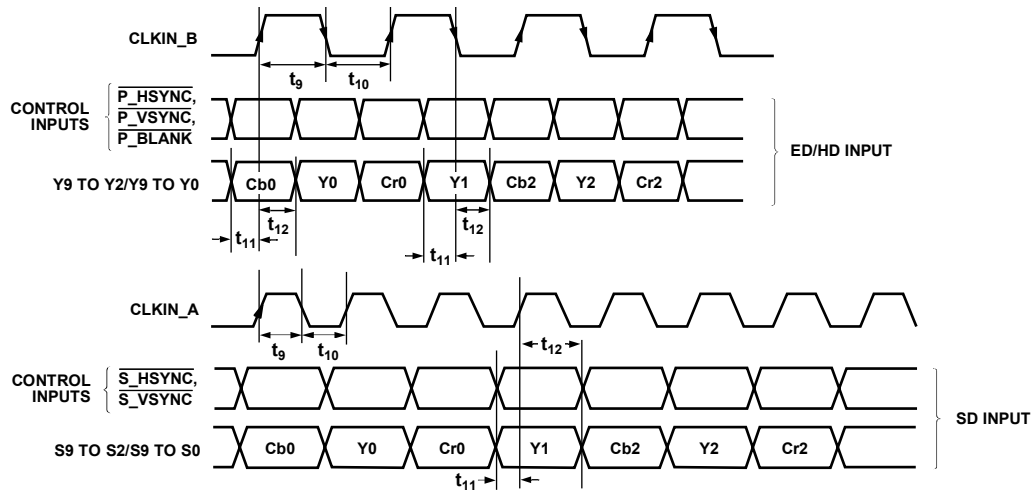 CLKIN_B
t9
t10
CONTROL
INPUTS
P_HSYNC,
P_VSYNC,
P_BLANK
ED/HD INPUT
Y9 TO Y2/Y9 TO Y0
Cb0
Y0
Cr0
Y1
Cb2
Y2
Cr2
t12
t12
t11
t11
CLKIN_A
t9
t10
t12
CONTROL
INPUTS
S_HSYNC,
S_VSYNC
SD INPUT
S9 TO S2/S9 TO S0
Cb0
Y0
Cr0
Y1
Cb2
Y2
Cr2
t11